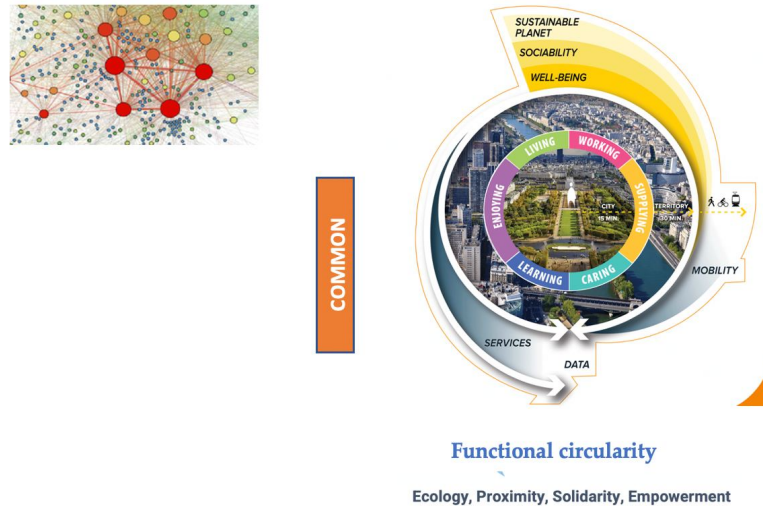 SUSTAINABLE
PLANET
SOCIABILITY
WELL-BEING
LIVING
WORKING
ENJOYING
SUPPLYING
CITY
15 MIN.
TERRITORY
30 MIN.
LEARNING
CARING
MOBILITY
SERVICES
DATA
COMMON
Functional circularity
Ecology, Proximity, Solidarity, Empowerment